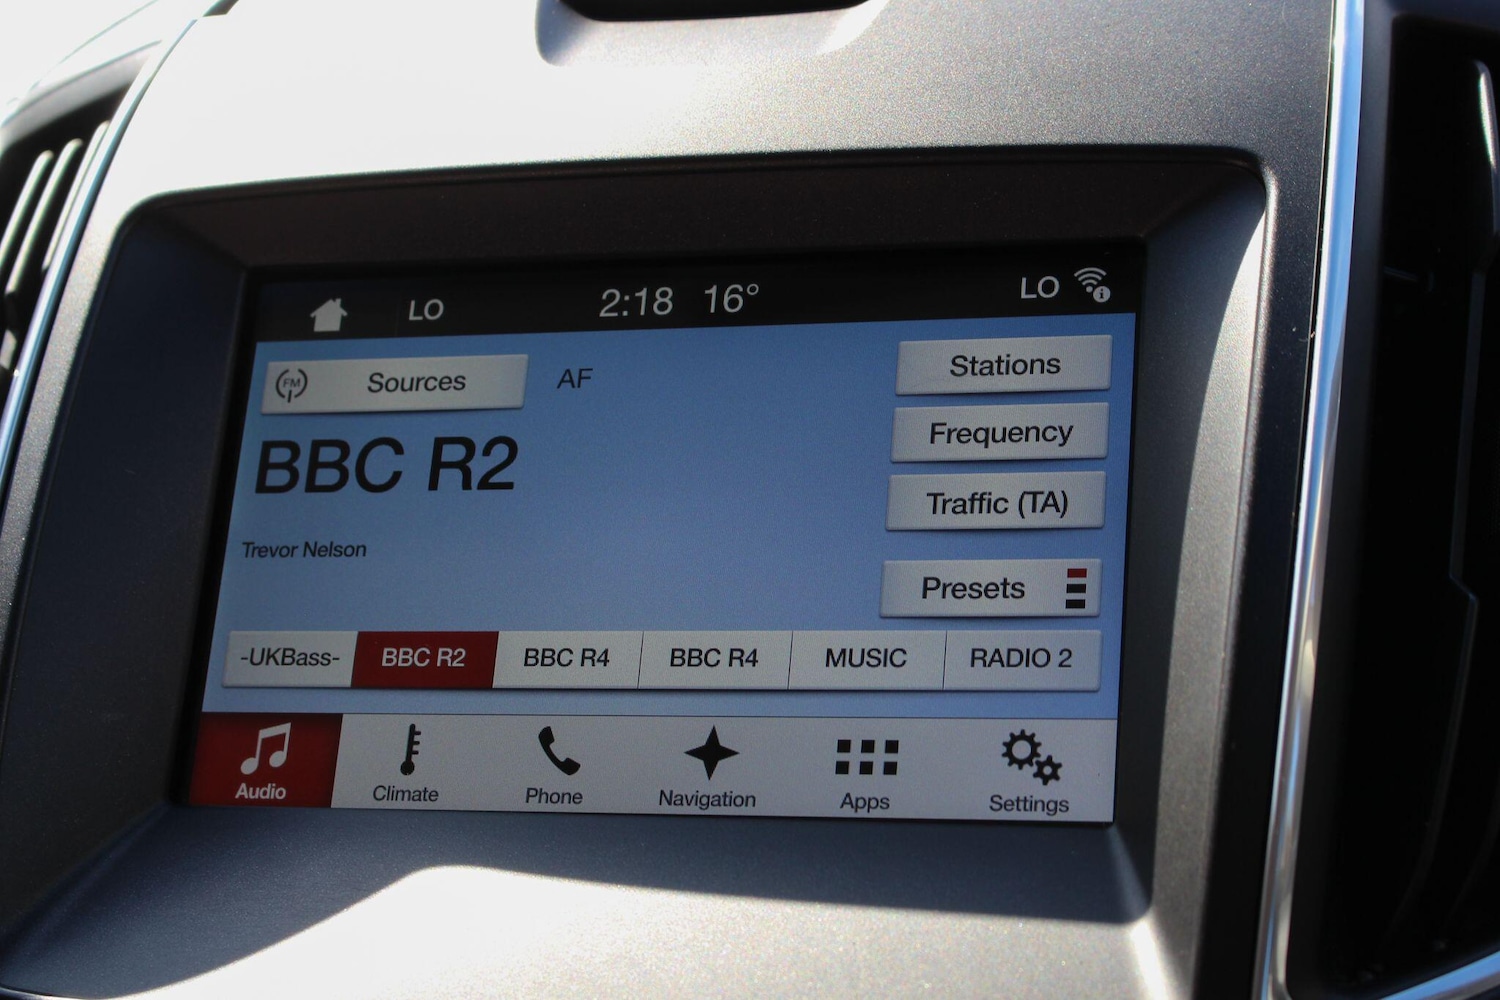 LO
2:18 16°
LO
FM
Sources
AF
Stations
BBC R2
Frequency
Traffic (TA)
Trevor Nelson
Presets
-UKBass-
BBC R2
BBC R4
BBC R4
MUSIC
RADIO 2
Audio
Climate
Phone
Navigation
Apps
Settings